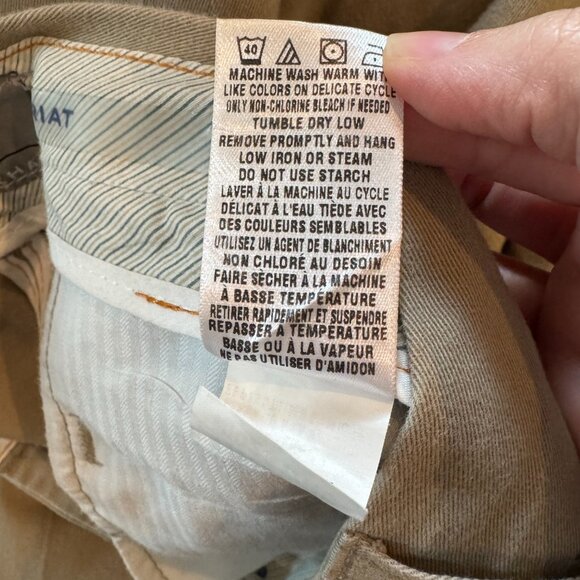 40
MACHINE WASH WARM WITH
LIKE COLORS ON DELICATE CYCLE
ONLY NON-CHLORINE BLEACH IF NEEDED
TUMBLE DRY LOW
REMOVE PROMPTLY AND HANG
LOW IRON OR STEAM
DO NOT USE STARCH
LAVER À LA MACHINE AU CYCLE
DÉLICAT À L'EAU TIÈDE AVEC
DES COULEURS SEMBLABLES
UTILISEZ UN AGENT DE BLANCHIMENT
NON CHLORÉ AU DESOIN
FAIRE SÉCHER À LA MACHINE
À BASSE TEMPÉRATURE
RETIRER RAPIDEMENT ET SUSPENDRE
REPASSER A TEMPÉRATURE
BASSE OU À LA VAPEUR
NE PAS UTILISER D'AMIDON
MAT